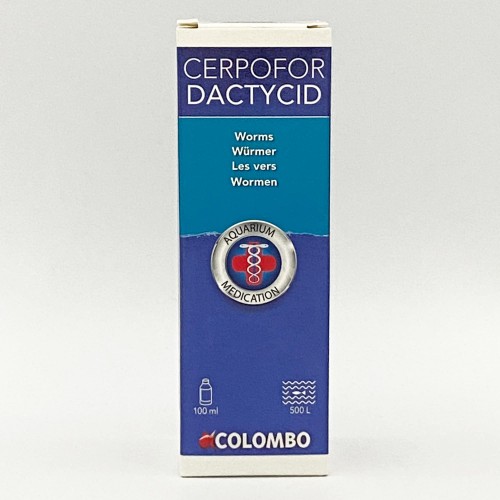 CERPOFOR
DACTYCID
Worms
Würmer
Les vers
Wormen
AQUARIUM
MEDICATION
100 ml
500 L
COLOMBO